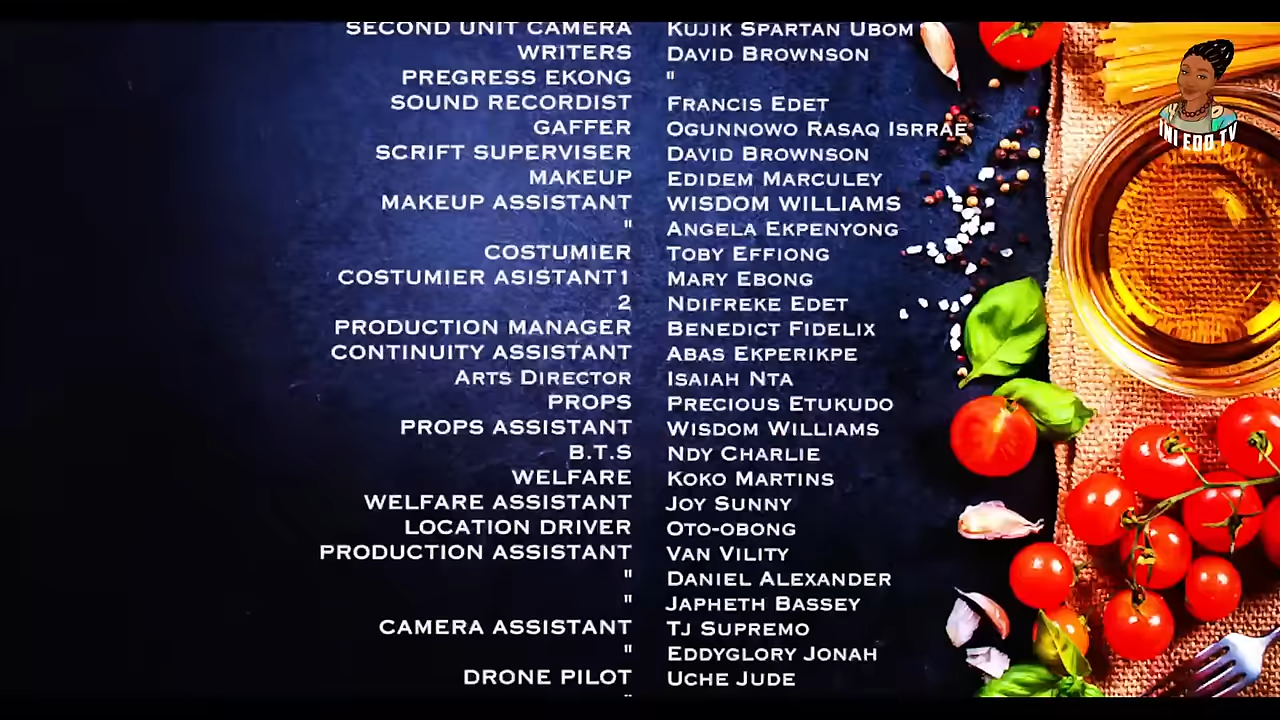 SECOND UNIT CAMERA KUJIK SPARTAN UBOM
WRITERS DAVID BROWNSON
PREGRESS EKONG "
SOUND RECORDIST FRANCIS EDET
GAFFER OGUNNOWO RASAQ ISRRAE
SCRIFT SUPERVISER DAVID BROWNSON
MAKEUP EDIDEM MARCULEY
MAKEUP ASSISTANT WISDOM WILLIAMS
" ANGELA EKPENYONG
COSTUMIER TOBY EFFIONG
COSTUMIER ASISTANT1 MARY EBONG
2 NDIFREKE EDET
PRODUCTION MANAGER BENEDICT FIDELIX
CONTINUITY ASSISTANT ABAS EKPERIKPE
ARTS DIRECTOR ISAIAH NTA
PROPS PRECIOUS ETUKUDO
PROPS ASSISTANT WISDOM WILLIAMS
B.T.S NDY CHARLIE
WELFARE KOKO MARTINS
WELFARE ASSISTANT JOY SUNNY
LOCATION DRIVER OTO-OBONG
PRODUCTION ASSISTANT VAN VILITY
" DANIEL ALEXANDER
" JAPHETH BASSEY
CAMERA ASSISTANT TJ SUPREMO
" EDDYGLORY JONAH
DRONE PILOT UCHE JUDE
"
INI EDO TV